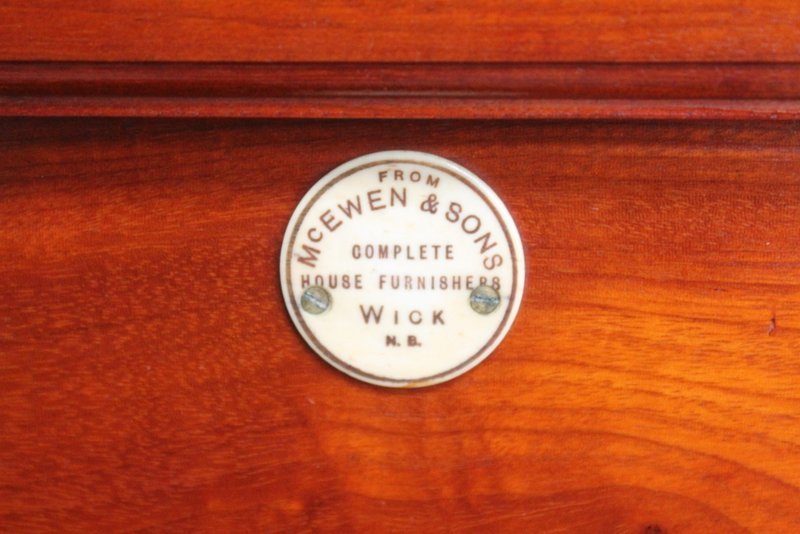 FROM
McEWEN & SONS
COMPLETE
HOUSE FURNISHERS
WICK
N. B.